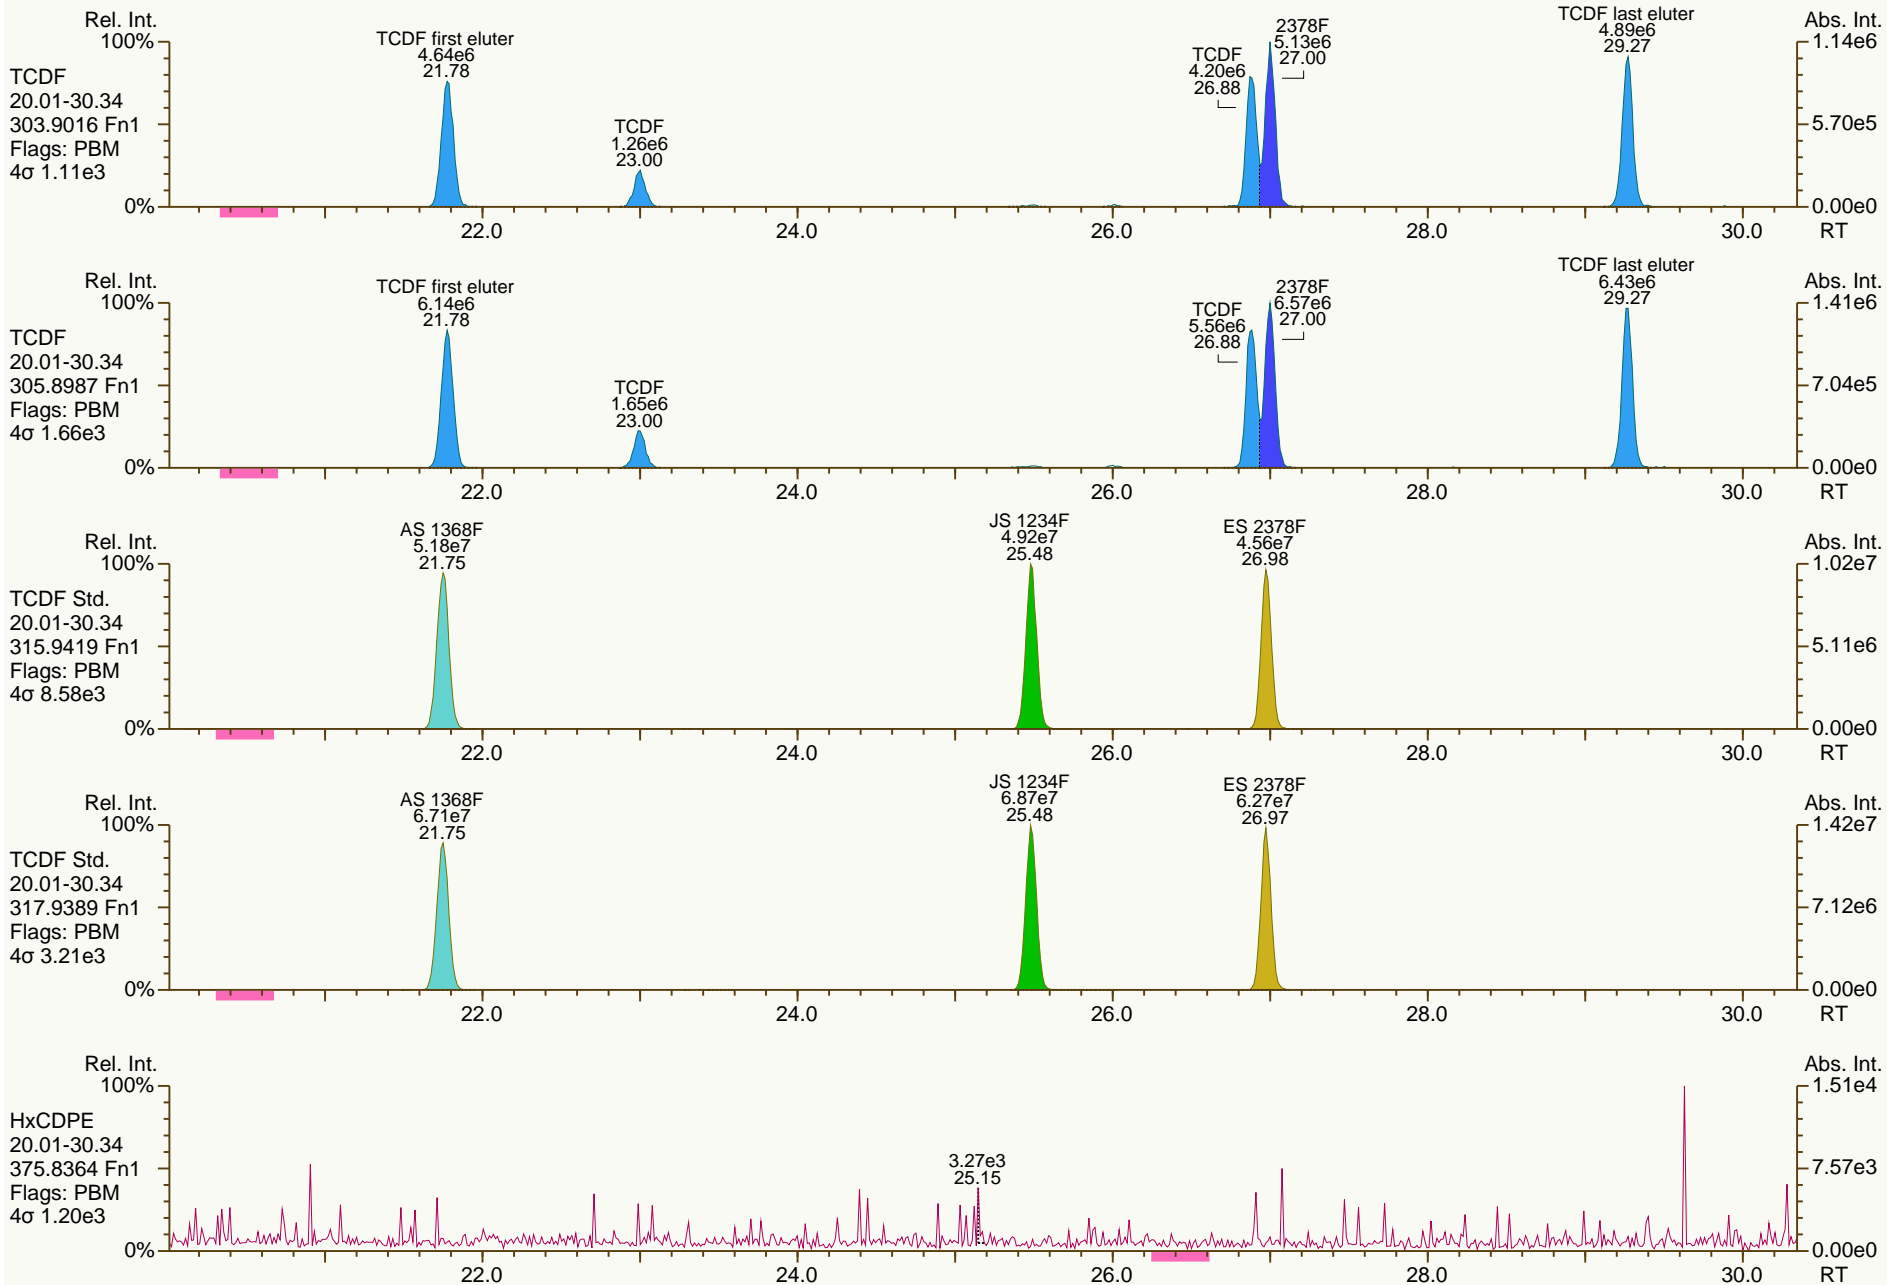 Rel. Int.
100%
0%
TCDF
20.01-30.34
303.9016 Fn1
Flags: PBM
4σ 1.11e3
TCDF first eluter
4.64e6
21.78
TCDF
1.26e6
23.00
TCDF
4.20e6
26.88
2378F
5.13e6
27.00
TCDF last eluter
4.89e6
29.27
Abs. Int.
1.14e6
5.70e5
0.00e0
22.0 24.0 26.0 28.0 30.0 RT
Rel. Int.
100%
0%
TCDF
20.01-30.34
305.8987 Fn1
Flags: PBM
4σ 1.66e3
TCDF first eluter
6.14e6
21.78
TCDF
1.65e6
23.00
TCDF
5.56e6
26.88
2378F
6.57e6
27.00
TCDF last eluter
6.43e6
29.27
Abs. Int.
1.41e6
7.04e5
0.00e0
22.0 24.0 26.0 28.0 30.0 RT
Rel. Int.
100%
0%
TCDF Std.
20.01-30.34
315.9419 Fn1
Flags: PBM
4σ 8.58e3
AS 1368F
5.18e7
21.75
JS 1234F
4.92e7
25.48
ES 2378F
4.56e7
26.98
Abs. Int.
1.02e7
5.11e6
0.00e0
22.0 24.0 26.0 28.0 30.0 RT
Rel. Int.
100%
0%
TCDF Std.
20.01-30.34
317.9389 Fn1
Flags: PBM
4σ 3.21e3
AS 1368F
6.71e7
21.75
JS 1234F
6.87e7
25.48
ES 2378F
6.27e7
26.97
Abs. Int.
1.42e7
7.12e6
0.00e0
22.0 24.0 26.0 28.0 30.0 RT
Rel. Int.
100%
0%
HxCDPE
20.01-30.34
375.8364 Fn1
Flags: PBM
4σ 1.20e3
3.27e3
25.15
Abs. Int.
1.51e4
7.57e3
0.00e0
22.0 24.0 26.0 28.0 30.0 RT